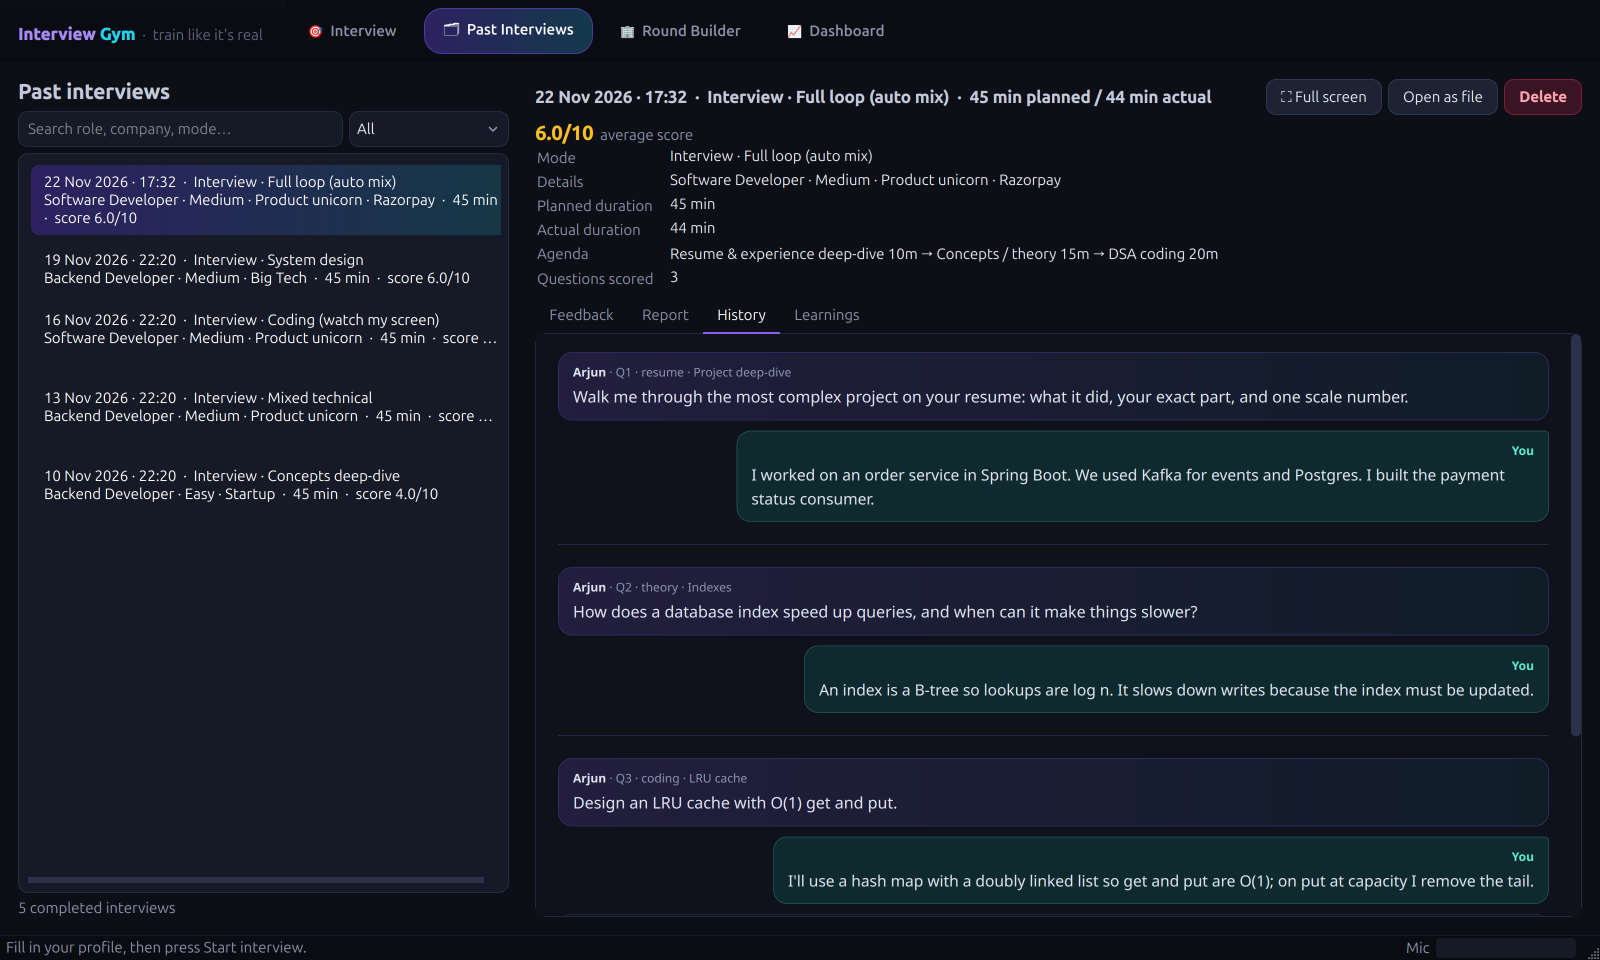 Interview Gym · train like it's real
Interview
Past Interviews
Round Builder
Dashboard
Past interviews
Search role, company, mode…
All
22 Nov 2026 · 17:32 · Interview · Full loop (auto mix)
Software Developer · Medium · Product unicorn · Razorpay · 45 min
· score 6.0/10
19 Nov 2026 · 22:20 · Interview · System design
Backend Developer · Medium · Big Tech · 45 min · score 6.0/10
16 Nov 2026 · 22:20 · Interview · Coding (watch my screen)
Software Developer · Medium · Product unicorn · 45 min · score …
13 Nov 2026 · 22:20 · Interview · Mixed technical
Backend Developer · Medium · Product unicorn · 45 min · score …
10 Nov 2026 · 22:20 · Interview · Concepts deep-dive
Backend Developer · Easy · Startup · 45 min · score 4.0/10
5 completed interviews
22 Nov 2026 · 17:32 · Interview · Full loop (auto mix) · 45 min planned / 44 min actual
Full screen
Open as file
Delete
6.0/10 average score
Mode Interview · Full loop (auto mix)
Details Software Developer · Medium · Product unicorn · Razorpay
Planned duration 45 min
Actual duration 44 min
Agenda Resume & experience deep-dive 10m → Concepts / theory 15m → DSA coding 20m
Questions scored 3
Feedback
Report
History
Learnings
Arjun · Q1 · resume · Project deep-dive
Walk me through the most complex project on your resume: what it did, your exact part, and one scale number.
You
I worked on an order service in Spring Boot. We used Kafka for events and Postgres. I built the payment
status consumer.
Arjun · Q2 · theory · Indexes
How does a database index speed up queries, and when can it make things slower?
You
An index is a B-tree so lookups are log n. It slows down writes because the index must be updated.
Arjun · Q3 · coding · LRU cache
Design an LRU cache with O(1) get and put.
You
I'll use a hash map with a doubly linked list so get and put are O(1); on put at capacity I remove the tail.
Fill in your profile, then press Start interview.
Mic